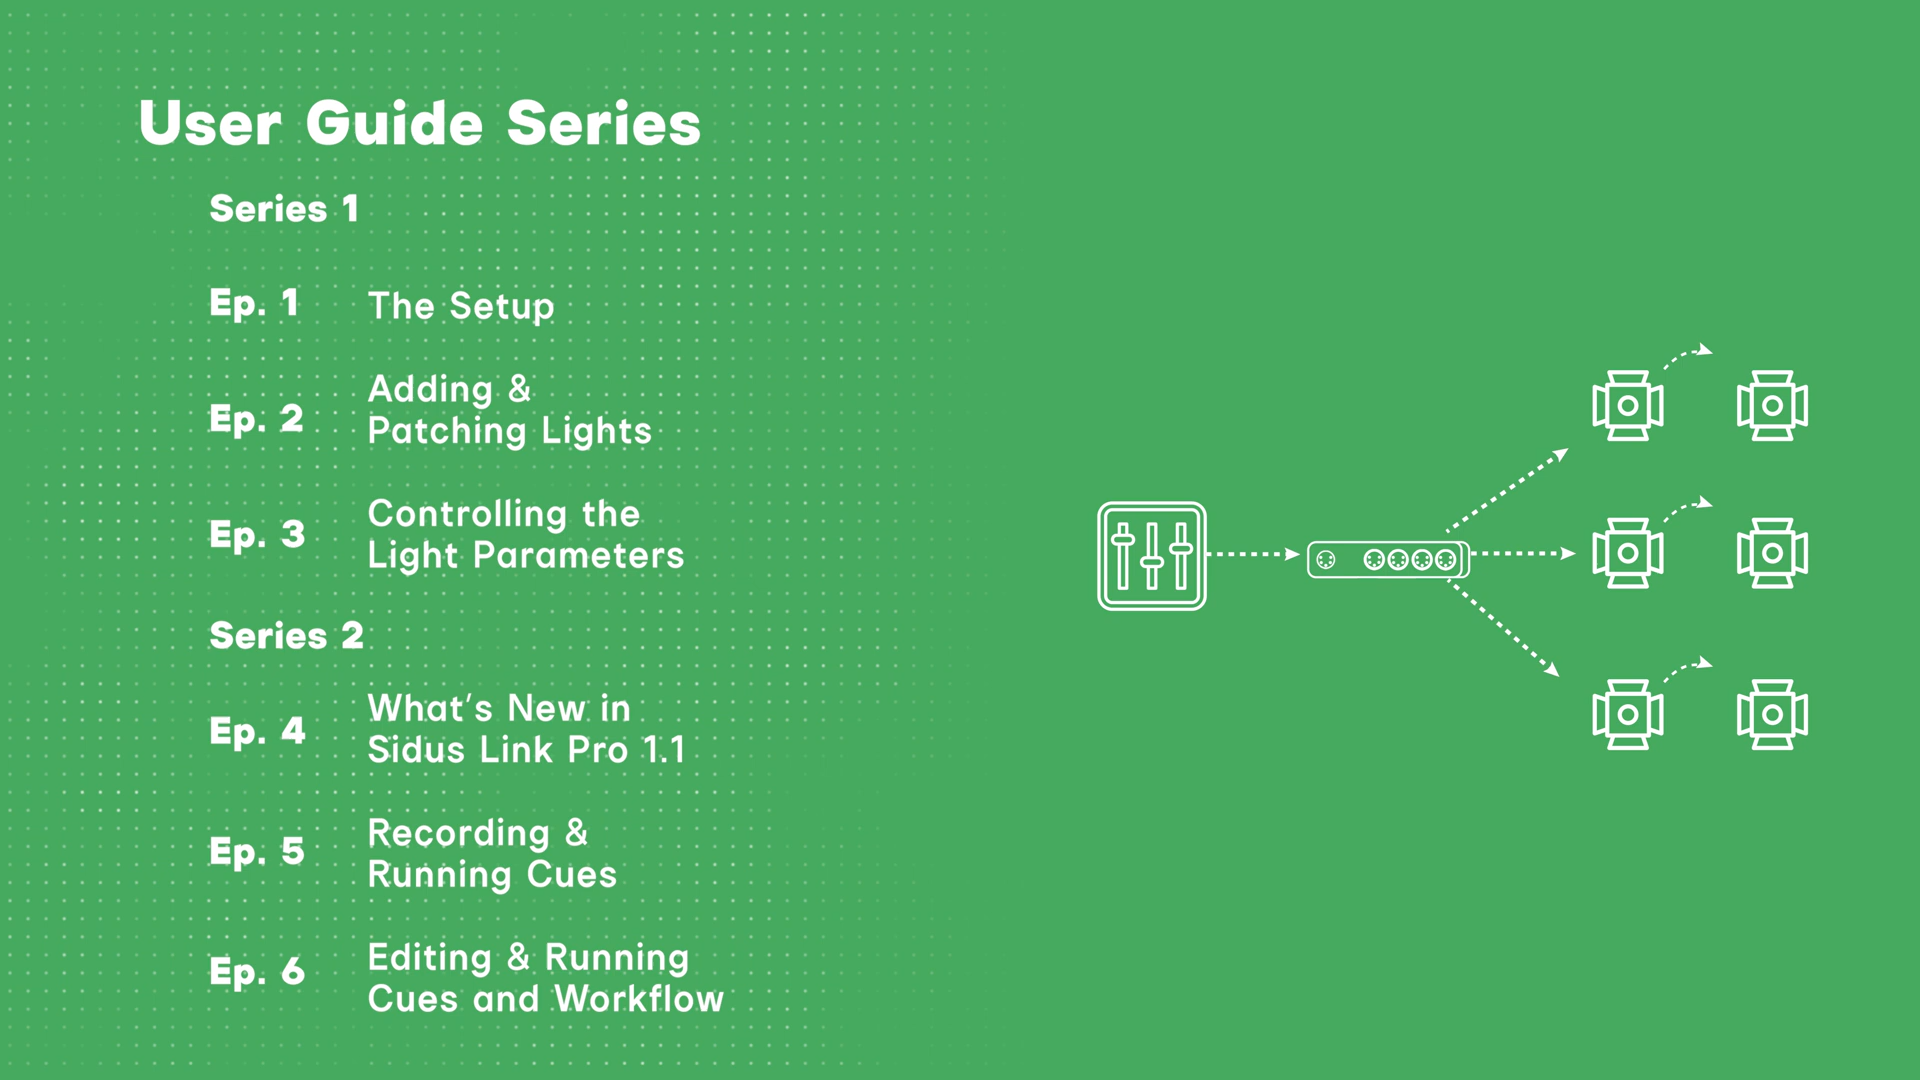 User Guide Series
Series 1
Ep. 1 The Setup
Ep. 2 Adding &
Patching Lights
Ep. 3 Controlling the
Light Parameters
Series 2
Ep. 4 What's New in
Sidus Link Pro 1.1
Ep. 5 Recording &
Running Cues
Ep. 6 Editing & Running
Cues and Workflow